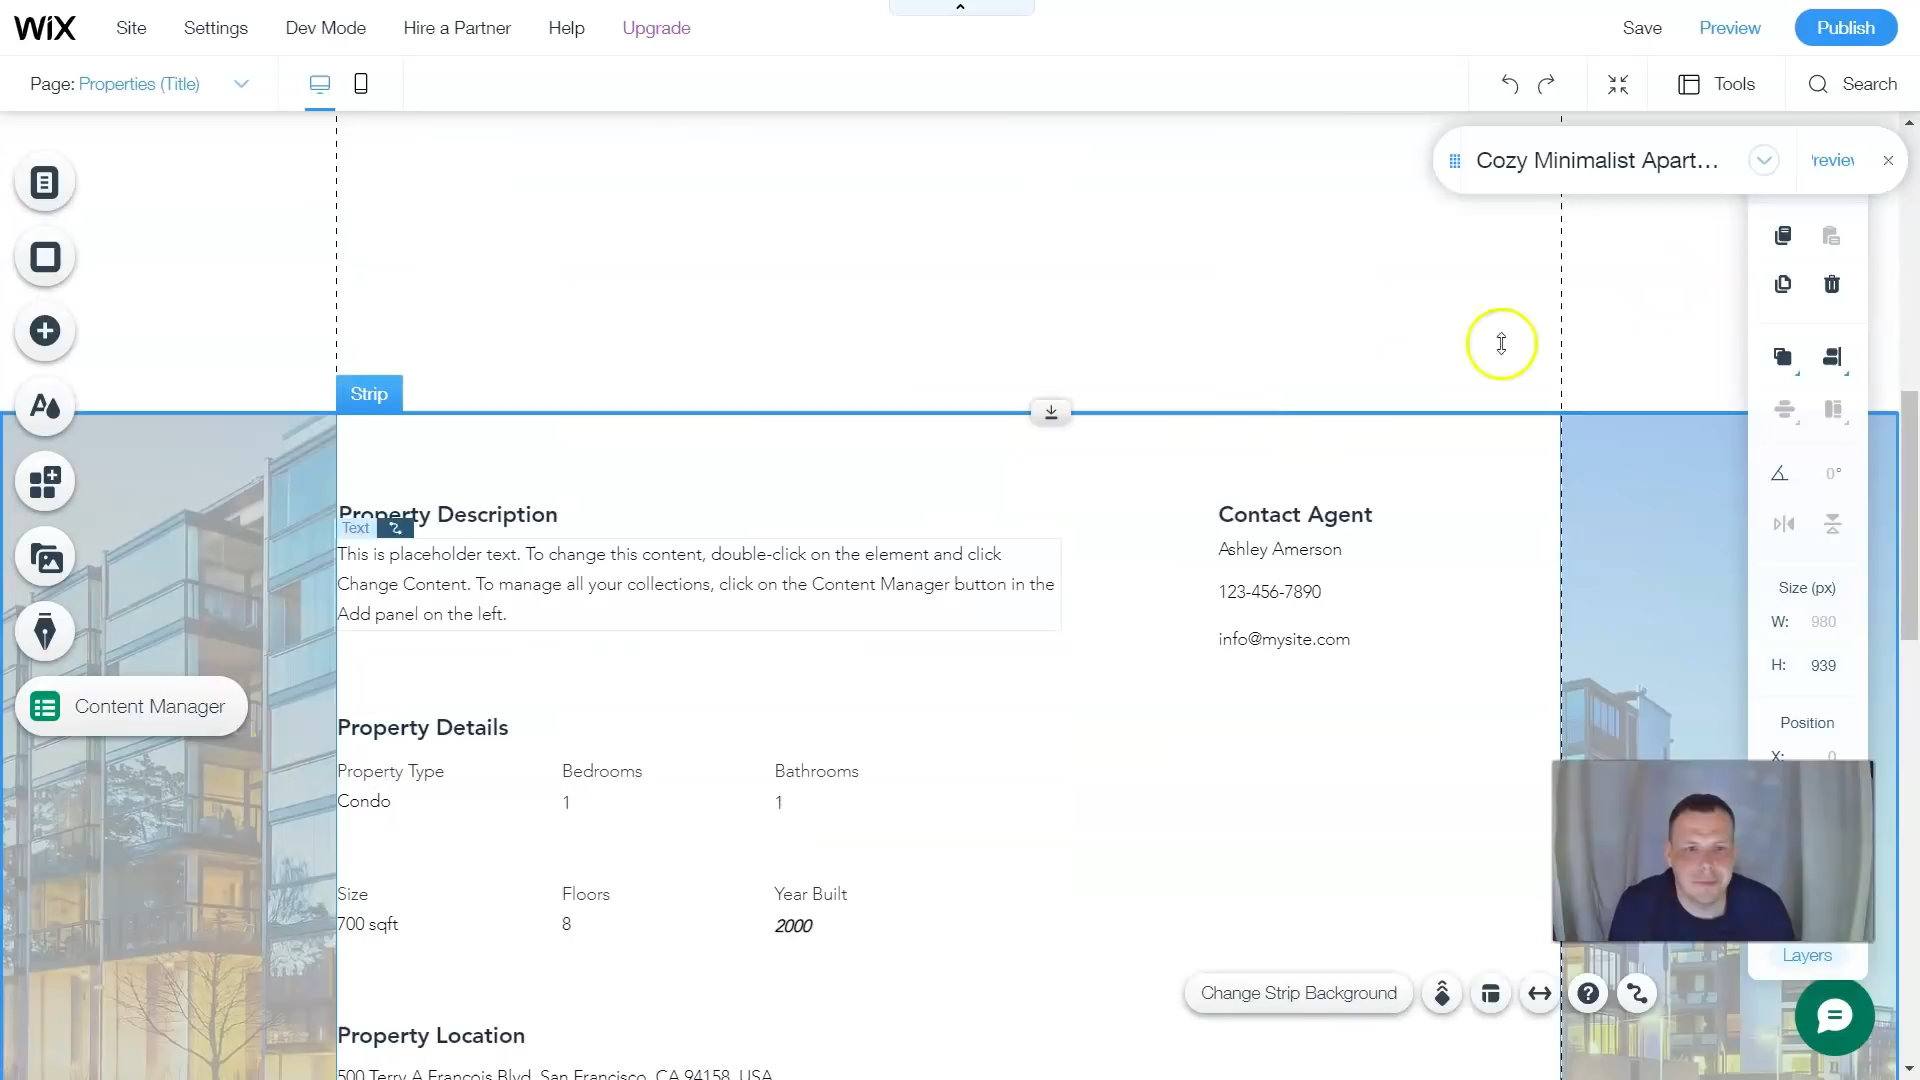 WiX
Site
Settings
Dev Mode
Hire a Partner
Help
Upgrade
Save
Preview
Publish
Page: Properties (Title)
Tools
Search
Cozy Minimalist Apart...
Preview
Strip
Property Description
Text
This is placeholder text. To change this content, double-click on the element and click
Change Content. To manage all your collections, click on the Content Manager button in the
Add panel on the left.
Contact Agent
Ashley Amerson
123-456-7890
info@mysite.com
0°
Size (px)
W: 980
H: 939
Position
X: 0
Content Manager
Property Details
Property Type
Bedrooms
Bathrooms
Condo
1
1
Size
Floors
Year Built
700 sqft
8
2000
Layers
Change Strip Background
?
Property Location
500 Terry A Francois Blvd, San Francisco, CA 94158, USA